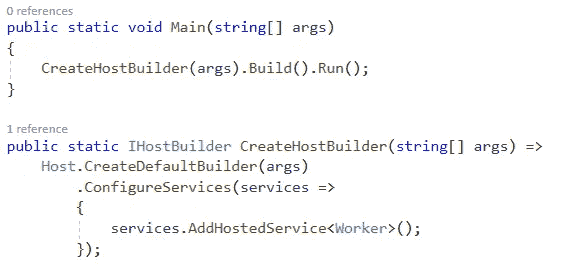 0 references
public static void Main(string[] args)
{
    CreateHostBuilder(args).Build().Run();
}
1 reference
public static IHostBuilder CreateHostBuilder(string[] args) =>
    Host.CreateDefaultBuilder(args)
        .ConfigureServices(services =>
        {
            services.AddHostedService<Worker>();
        });